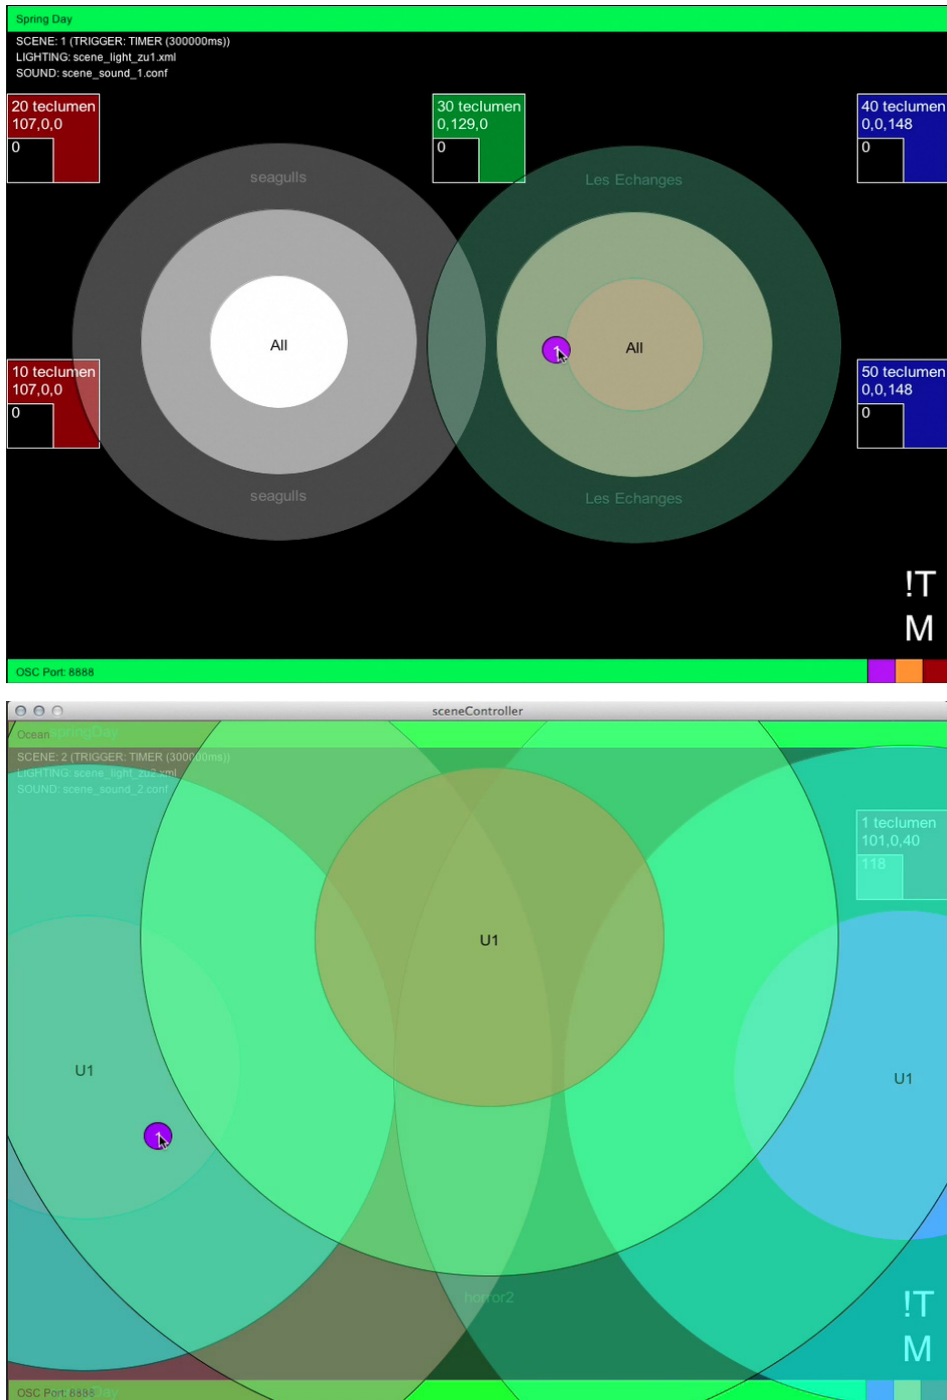 Spring Day
SCENE: 1 (TRIGGER: TIMER (300000ms))
LIGHTING: scene_light_zu1.xml
SOUND: scene_sound_1.conf
20 teclumen
107,0,0
0
30 teclumen
0,129,0
0
40 teclumen
0,0,148
0
seagulls
Les Echanges
All
1
All
10 teclumen
107,0,0
0
50 teclumen
0,0,148
0
seagulls
Les Echanges
!T
M
OSC Port: 8888
sceneController
Ocean
SpringDay
SCENE: 2 (TRIGGER: TIMER (300000ms))
LIGHTING: scene_light_zu2.xml
SOUND: scene_sound_2.conf
1 teclumen
101,0,40
118
U1
U1
U1
1
horror2
!T
M
OSC Port: 8888